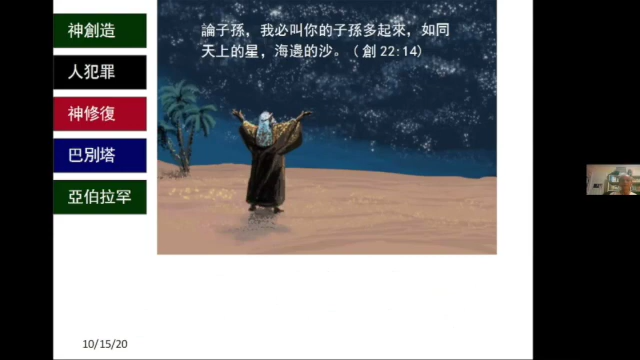 神創造
人犯罪
神修復
巴別塔
亞伯拉罕
論子孫，我必叫你的子孫多起來，如同
天上的星，海邊的沙。（創 22:14)
10/15/20